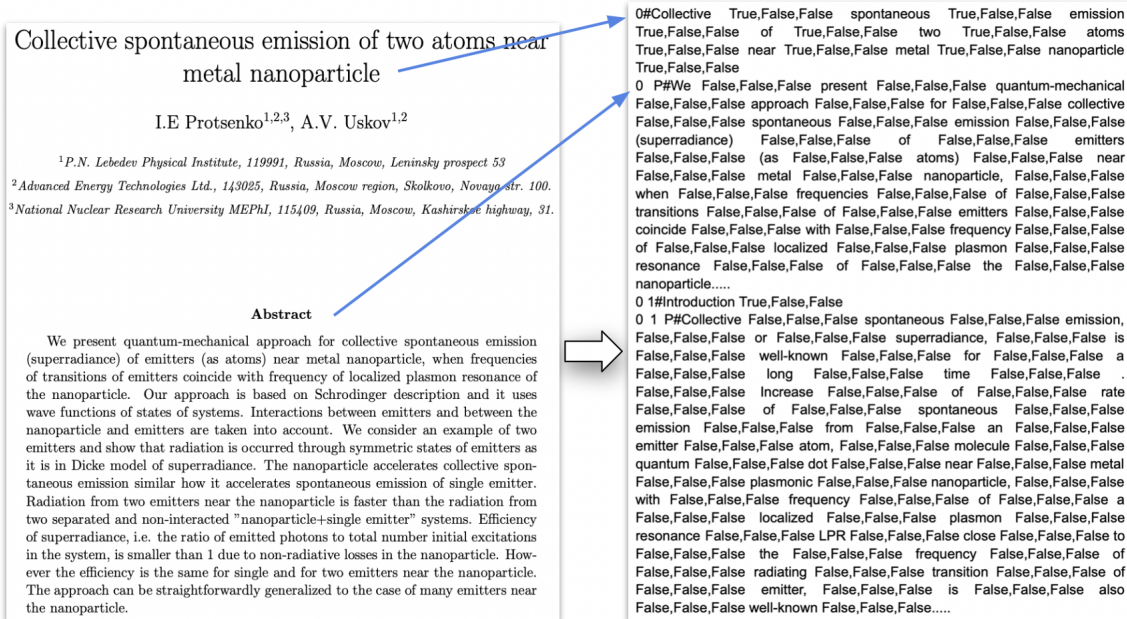 Collective spontaneous emission of two atoms near
metal nanoparticle
I.E Protsenko1,2,3, A.V. Uskov1,2
1P.N. Lebedev Physical Institute, 119991, Russia, Moscow, Leninsky prospect 53
2Advanced Energy Technologies Ltd., 143025, Russia, Moscow region, Skolkovo, Novaya str. 100.
3National Nuclear Research University MEPhI, 115409, Russia, Moscow, Kashirskoe highway, 31.
Abstract
We present quantum-mechanical approach for collective spontaneous emission
(superradiance) of emitters (as atoms) near metal nanoparticle, when frequencies
of transitions of emitters coincide with frequency of localized plasmon resonance of
the nanoparticle. Our approach is based on Schrodinger description and it uses
wave functions of states of systems. Interactions between emitters and between the
nanoparticle and emitters are taken into account. We consider an example of two
emitters and show that radiation is occurred through symmetric states of emitters as
it is in Dicke model of superradiance. The nanoparticle accelerates collective spon-
taneous emission similar how it accelerates spontaneous emission of single emitter.
Radiation from two emitters near the nanoparticle is faster than the radiation from
two separated and non-interacted "nanoparticle+single emitter" systems. Efficiency
of superradiance, i.e. the ratio of emitted photons to total number initial excitations
in the system, is smaller than 1 due to non-radiative losses in the nanoparticle. How-
ever the efficiency is the same for single and for two emitters near the nanoparticle.
The approach can be straightforwardly generalized to the case of many emitters near
the nanoparticle.
0#Collective True,False,False spontaneous True,False,False emission
True,False,False of True,False,False two True,False,False atoms
True,False,False near True,False,False metal True,False,False nanoparticle
True,False,False
0 P#We False,False,False present False,False,False quantum-mechanical
False,False,False approach False,False,False for False,False,False collective
False,False,False spontaneous False,False,False emission False,False,False
(superradiance) False,False,False of False,False,False emitters
False,False,False (as False,False,False atoms) False,False,False near
False,False,False metal False,False,False nanoparticle, False,False,False
when False,False,False frequencies False,False,False of False,False,False
transitions False,False,False of False,False,False emitters False,False,False
coincide False,False,False with False,False,False frequency False,False,False
of False,False,False localized False,False,False plasmon False,False,False
resonance False,False,False of False,False,False the False,False,False
nanoparticle.....
0 1#Introduction True,False,False
0 1 P#Collective False,False,False spontaneous False,False,False emission,
False,False,False or False,False,False superradiance, False,False,False is
False,False,False well-known False,False,False for False,False,False a
False,False,False long False,False,False time False,False,False .
False,False,False Increase False,False,False of False,False,False rate
False,False,False of False,False,False spontaneous False,False,False
emission False,False,False from False,False,False an False,False,False
emitter False,False,False atom, False,False,False molecule False,False,False
quantum False,False,False dot False,False,False near False,False,False metal
False,False,False plasmonic False,False,False nanoparticle, False,False,False
with False,False,False frequency False,False,False of False,False,False a
False,False,False localized False,False,False plasmon False,False,False
resonance False,False,False LPR False,False,False close False,False,False to
False,False,False the False,False,False frequency False,False,False of
False,False,False radiating False,False,False transition False,False,False of
False,False,False emitter, False,False,False is False,False,False also
False,False,False well-known False,False,False.....